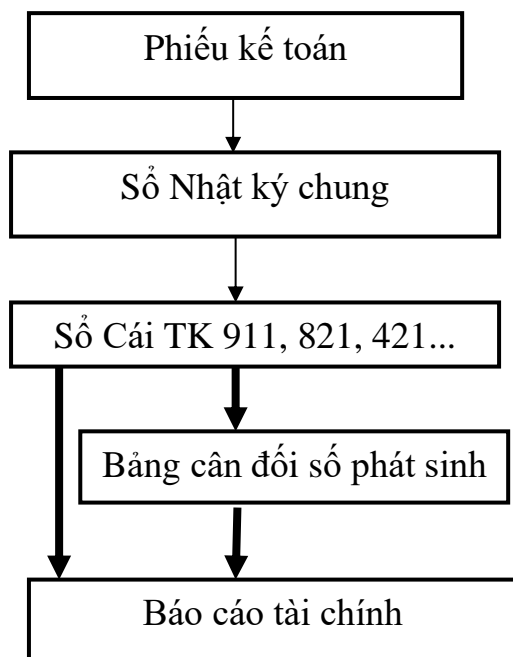 Phiếu kế toán
Sổ Nhật ký chung
Sổ Cái TK 911, 821, 421...
Bảng cân đối số phát sinh
Báo cáo tài chính